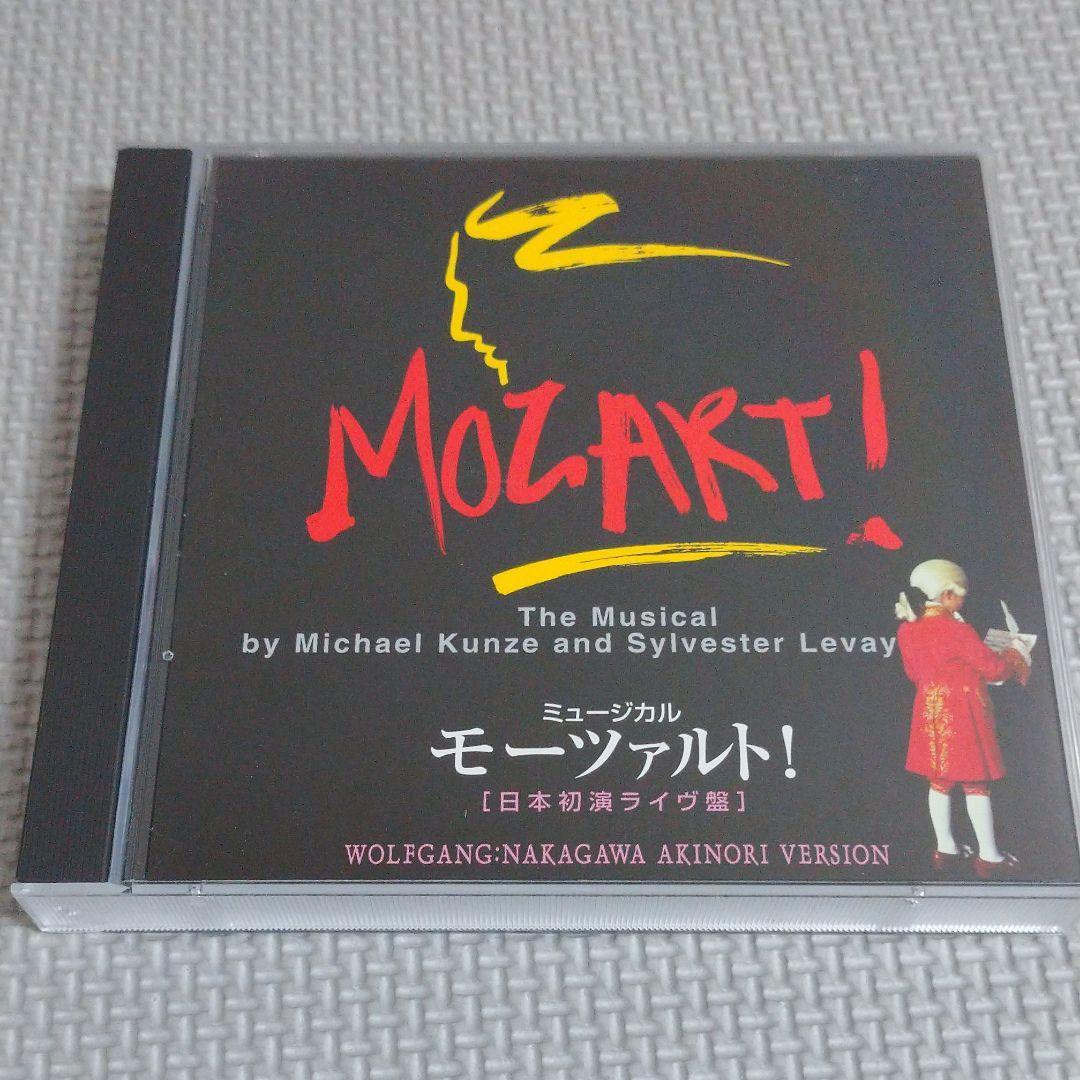 MOZART!
The Musical
by Michael Kunze and Sylvester Levay
ミュージカル
モーツァルト!
[日本初演ライヴ盤]
WOLFGANG:NAKAGAWA AKINORI VERSION